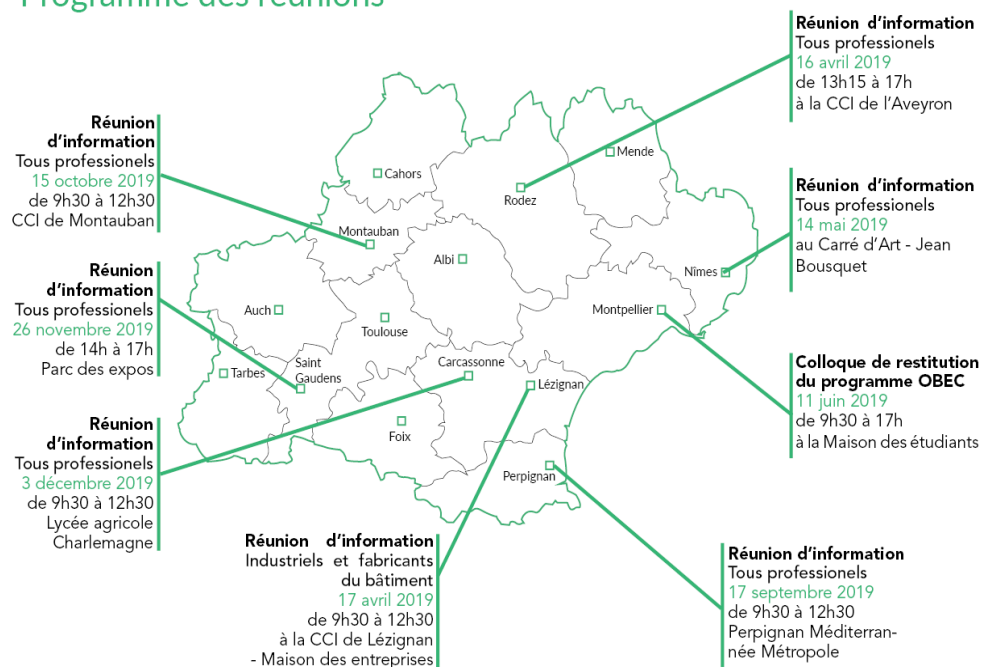 Programme des réunions
Réunion d'information
Tous professionels
16 avril 2019
de 13h15 à 17h
à la CCI de l'Aveyron
Réunion
d'information
Tous professionels
15 octobre 2019
de 9h30 à 12h30
CCI de Montauban
Réunion d'information
Tous professionels
14 mai 2019
au Carré d'Art - Jean
Bousquet
Réunion
d'information
Tous professionels
26 novembre 2019
de 14h à 17h
Parc des expos
Colloque de restitution
du programme OBEC
11 juin 2019
de 9h30 à 17h
à la Maison des étudiants
Réunion
d'information
Tous professionels
3 décembre 2019
de 9h30 à 12h30
Lycée agricole
Charlemagne
Réunion d'information
Industriels et fabricants
du bâtiment
17 avril 2019
de 9h30 à 12h30
à la CCI de Lézignan
- Maison des entreprises
Réunion d'information
Tous professionels
17 septembre 2019
de 9h30 à 12h30
Perpignan Méditerran-
née Métropole
Mende
Cahors
Rodez
Montauban
Albi
Nîmes
Auch
Montpellier
Toulouse
Tarbes
Saint
Gaudens
Carcassonne
Lézignan
Foix
Perpignan